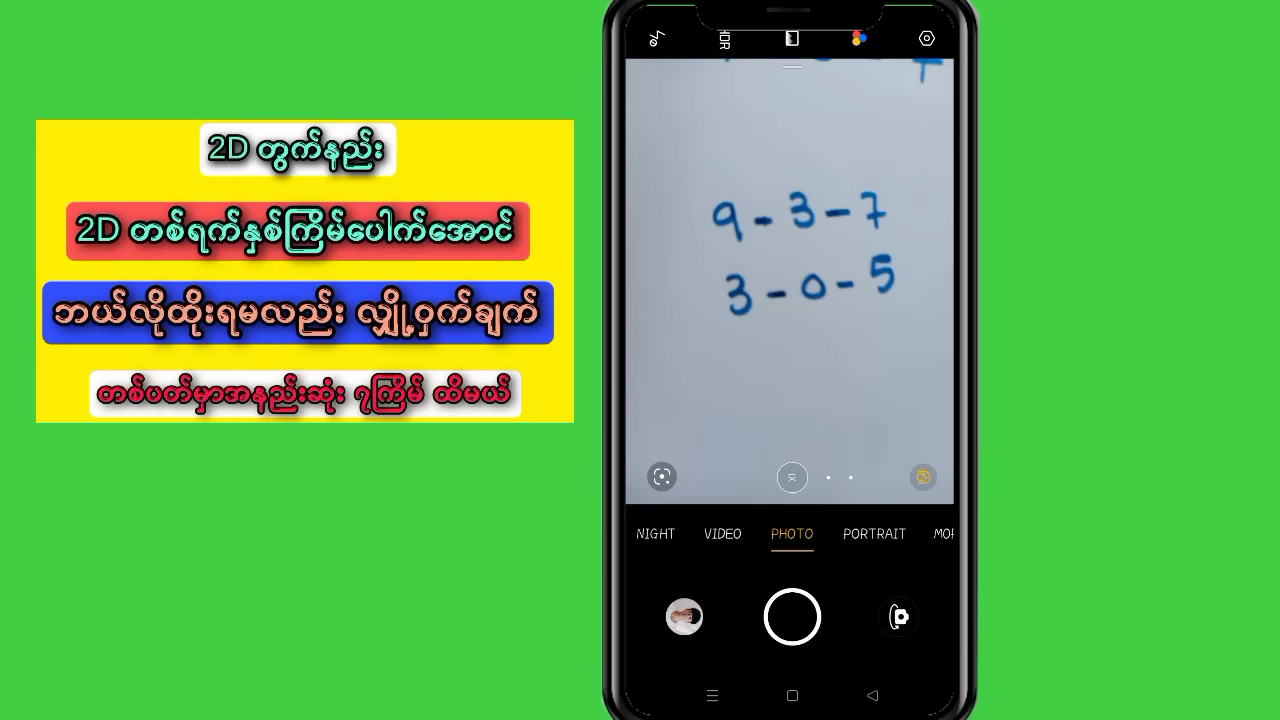 2D တွက်နည်း
2D တစ်ရက်နှစ်ကြိမ်ပေါက်အောင်
ဘယ်လိုထိုးရမလည်း လျှို့ဝှက်ချက်
တစ်ပတ်မှာအနည်းဆုံး ၇ကြိမ် ထိမယ်
HDR
9 - 3 - 7
3 - 0 - 5
NIGHT VIDEO PHOTO PORTRAIT